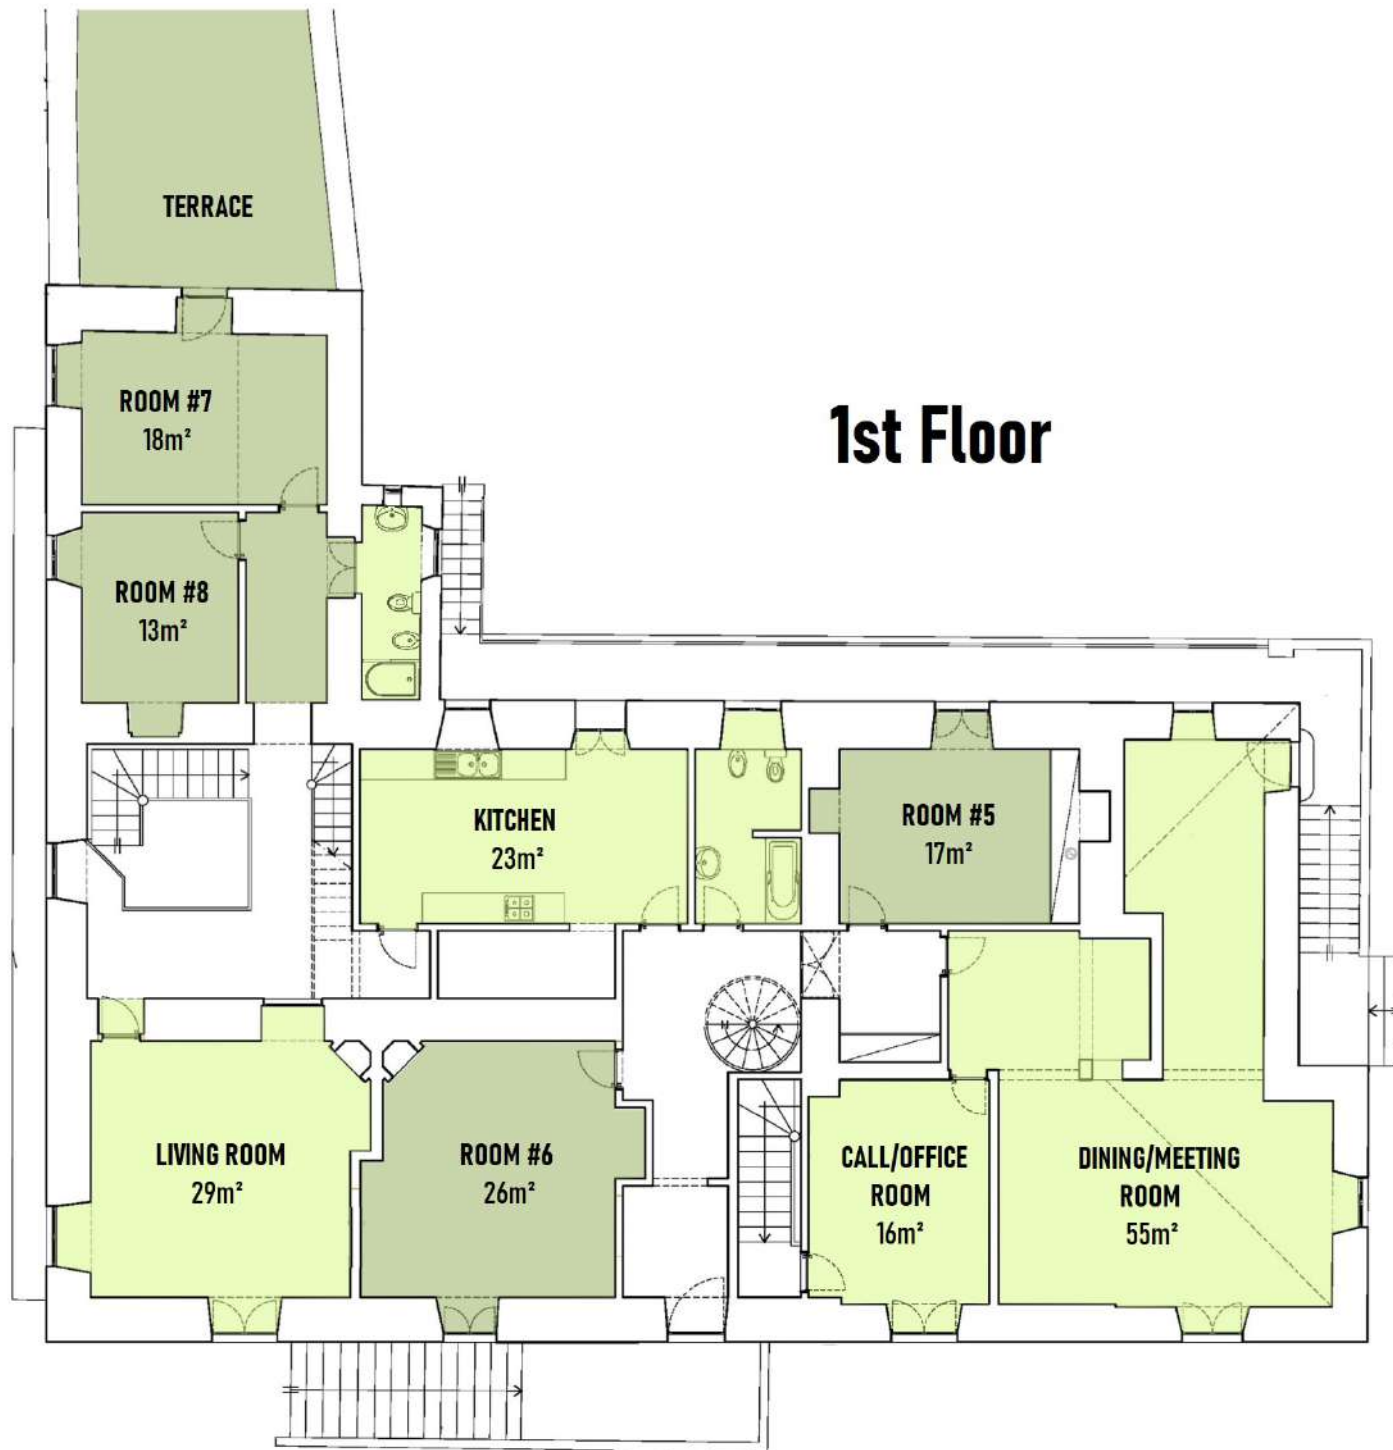 TERRACE
1st Floor
ROOM #7
18m²
ROOM #8
13m²
KITCHEN
23m²
ROOM #5
17m²
LIVING ROOM
29m²
ROOM #6
26m²
CALL/OFFICE
ROOM
16m²
DINING/MEETING
ROOM
55m²